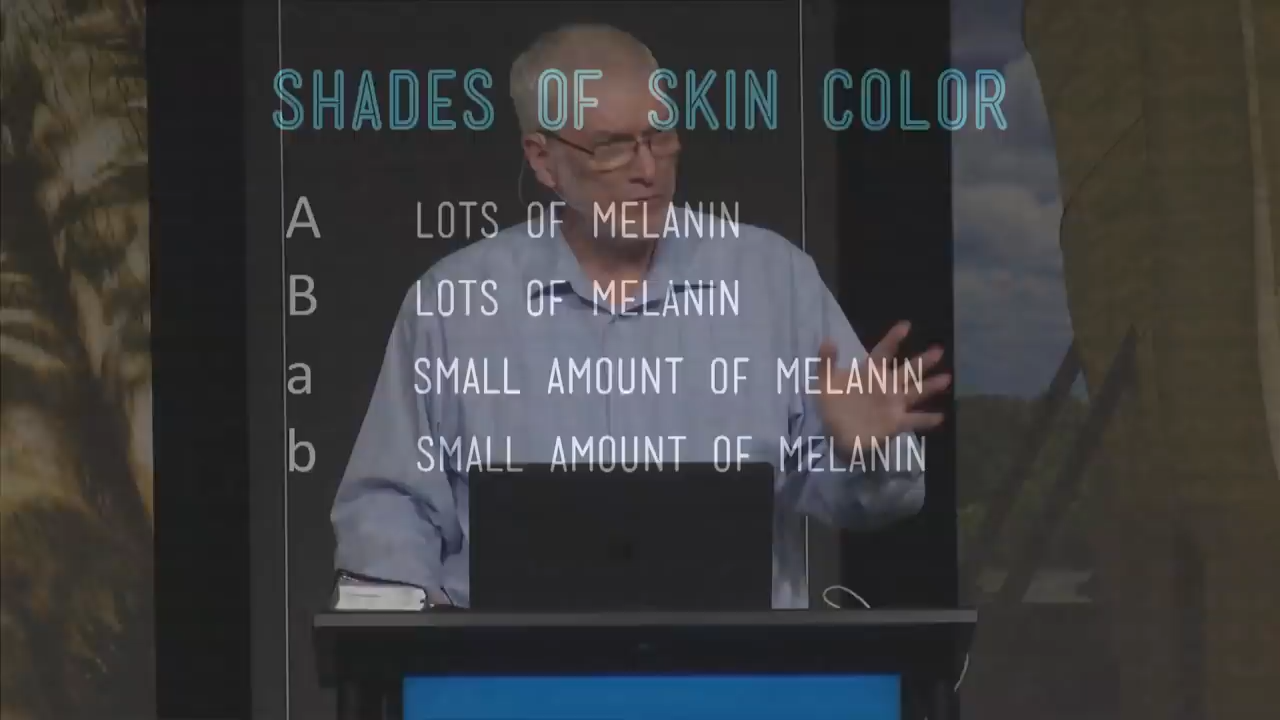 SHADES OF SKIN COLOR
A LOTS OF MELANIN
B LOTS OF MELANIN
a SMALL AMOUNT OF MELANIN
b SMALL AMOUNT OF MELANIN